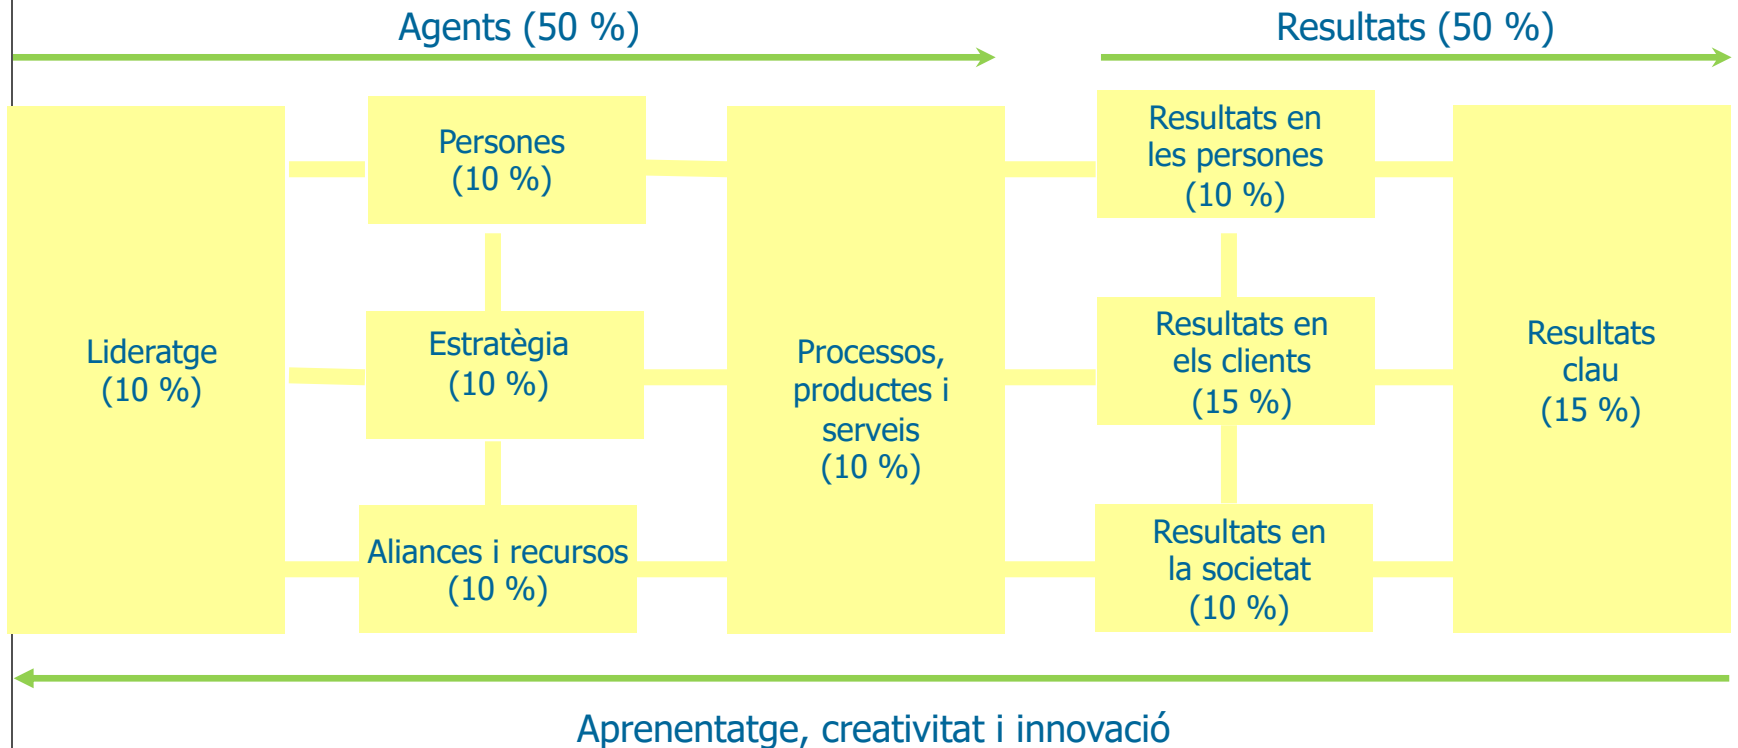 Agents (50 %)
Resultats (50 %)
Lideratge
(10 %)
Persones
(10 %)
Estratègia
(10 %)
Aliances i recursos
(10 %)
Processos,
productes i
serveis
(10 %)
Resultats en
les persones
(10 %)
Resultats en
els clients
(15 %)
Resultats en
la societat
(10 %)
Resultats
clau
(15 %)
Aprenentatge, creativitat i innovació